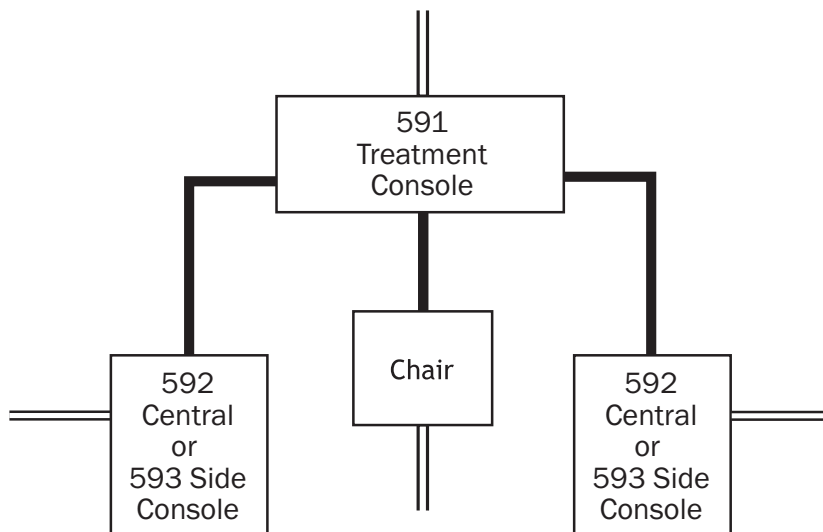 591
Treatment
Console
Chair
592
Central
or
593 Side
Console
592
Central
or
593 Side
Console